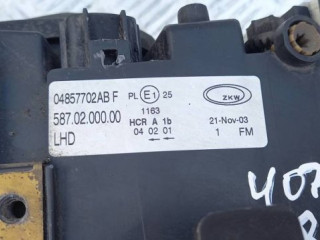 04857702AB F PL E1 25 ZKW
587.02.000.00 1163
HCR A 1b 21-Nov-03
LHD 04 02 01 1 FM
407